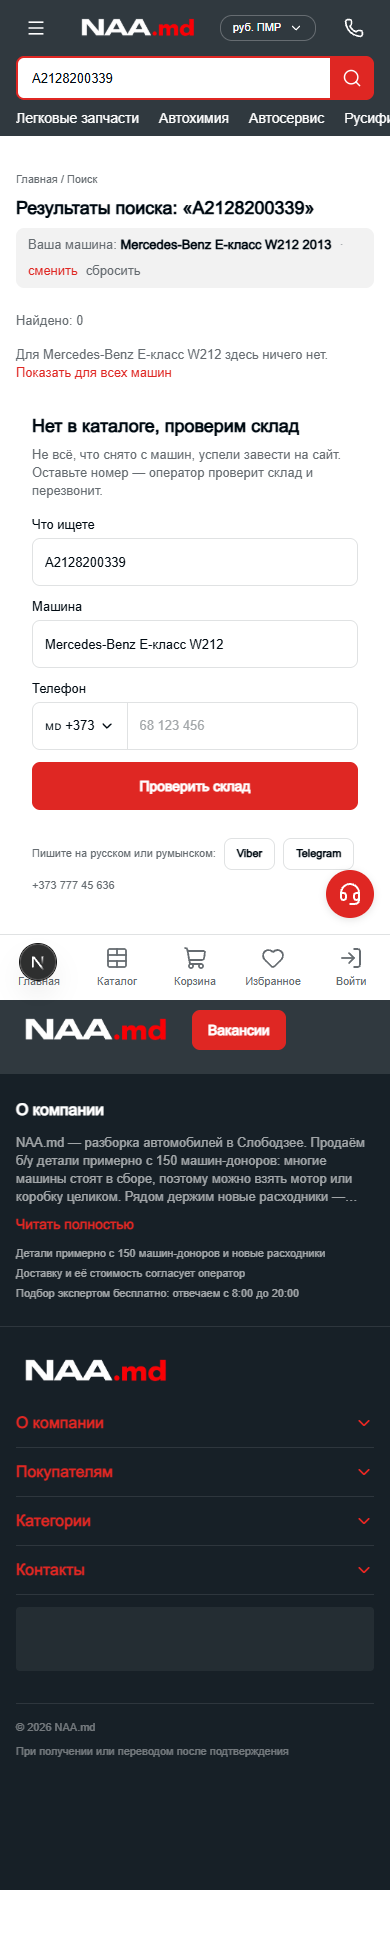 NAA.md
руб. ПМР
A2128200339
Легковые запчасти Автохимия Автосервис Русифи
Главная / Поиск
Результаты поиска: «A2128200339»
Ваша машина: Mercedes-Benz E-класс W212 2013 ·
сменить сбросить
Найдено: 0
Для Mercedes-Benz E-класс W212 здесь ничего нет.
Показать для всех машин
Нет в каталоге, проверим склад
Не всё, что снято с машин, успели завести на сайт.
Оставьте номер — оператор проверит склад и
перезвонит.
Что ищете
A2128200339
Машина
Mercedes-Benz E-класс W212
Телефон
MD +373 68 123 456
Проверить склад
Пишите на русском или румынском: Viber Telegram
+373 777 45 636
N
Главная Каталог Корзина Избранное Войти
NAA.md Вакансии
О компании
NAA.md — разборка автомобилей в Слободзее. Продаём
б/у детали примерно с 150 машин-доноров: многие
машины стоят в сборе, поэтому можно взять мотор или
коробку целиком. Рядом держим новые расходники —...
Читать полностью
Детали примерно с 150 машин-доноров и новые расходники
Доставку и её стоимость согласует оператор
Подбор экспертом бесплатно: отвечаем с 8:00 до 20:00
NAA.md
О компании
Покупателям
Категории
Контакты
© 2026 NAA.md
При получении или переводом после подтверждения